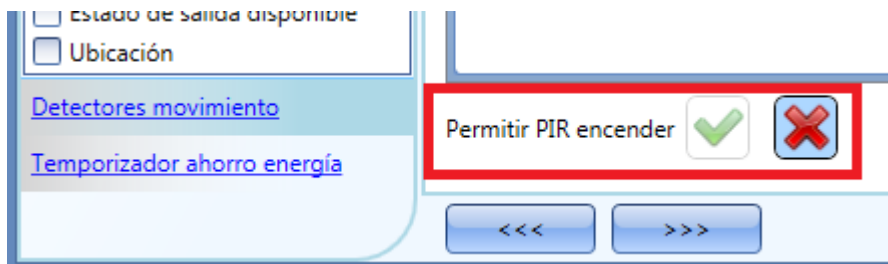 Estado de salida disponible
Ubicación
Detectores movimiento
Temporizador ahorro energía
Permitir PIR encender
<<< >>>